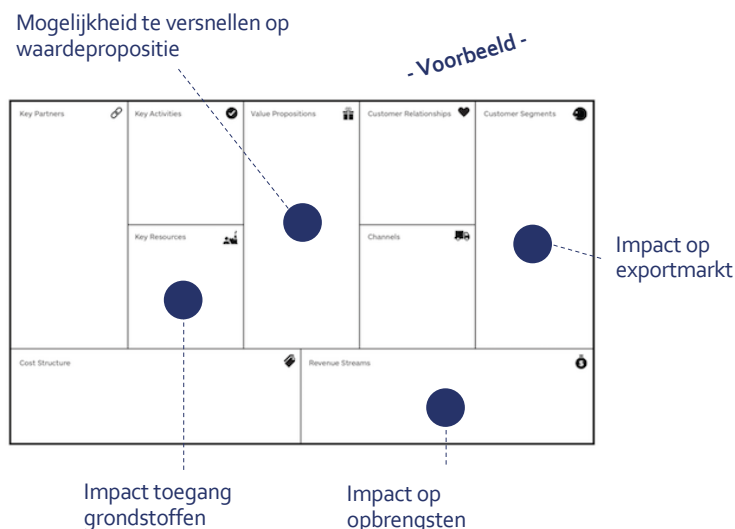 Mogelijkheid te versnellen op
waardepropositie
- Voorbeeld -
Key Partners
Key Activities
Value Propositions
Customer Relationships
Customer Segments
Key Resources
Channels
Impact op
exportmarkt
Cost Structure
Revenue Streams
Impact toegang
grondstoffen
Impact op
opbrengsten